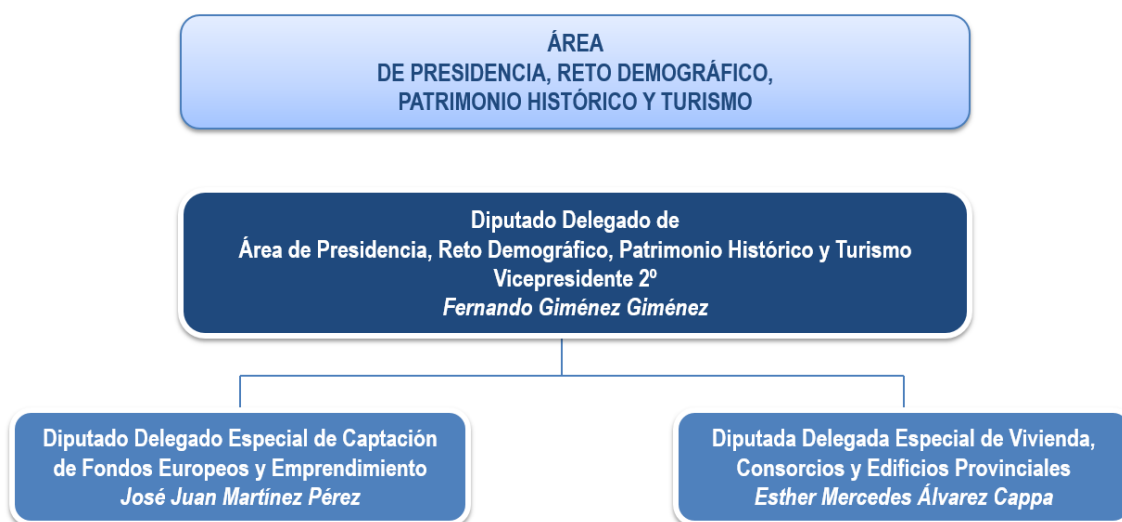 ÁREA
DE PRESIDENCIA, RETO DEMOGRÁFICO,
PATRIMONIO HISTÓRICO Y TURISMO
Diputado Delegado de
Área de Presidencia, Reto Demográfico, Patrimonio Histórico y Turismo
Vicepresidente 2º
Fernando Giménez Giménez
Diputado Delegado Especial de Captación
de Fondos Europeos y Emprendimiento
José Juan Martínez Pérez
Diputada Delegada Especial de Vivienda,
Consorcios y Edificios Provinciales
Esther Mercedes Álvarez Cappa